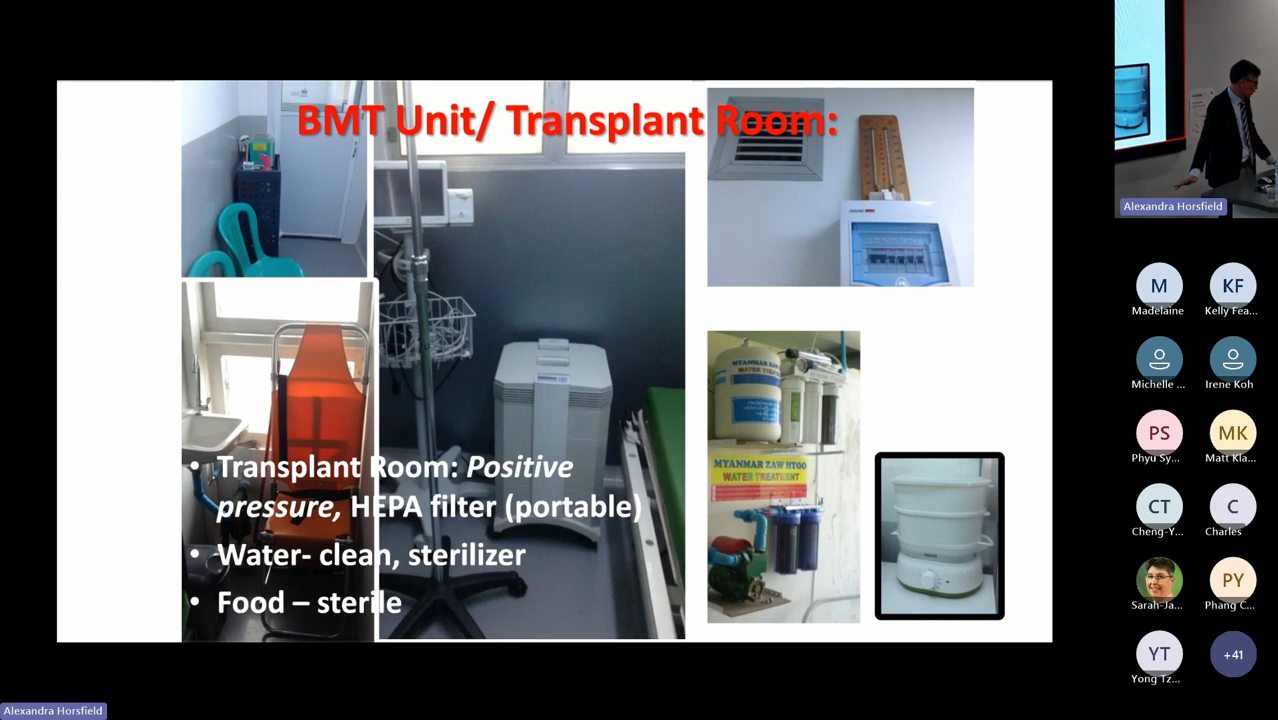 BMT Unit/ Transplant Room:
• Transplant Room: Positive
pressure, HEPA filter (portable)
• Water- clean, sterilizer
• Food – sterile
MYANMAR ZAW HTOO
WATER TREATMENT
Alexandra Horsfield
M
Madelaine
KF
Kelly Fea...
Michelle ...
Irene Koh
PS
Phyu Sy...
MK
Matt Kla...
CT
Cheng-Y...
C
Charles
Sarah-Ja...
PY
Phang C...
YT
Yong Tz...
+41
Alexandra Horsfield